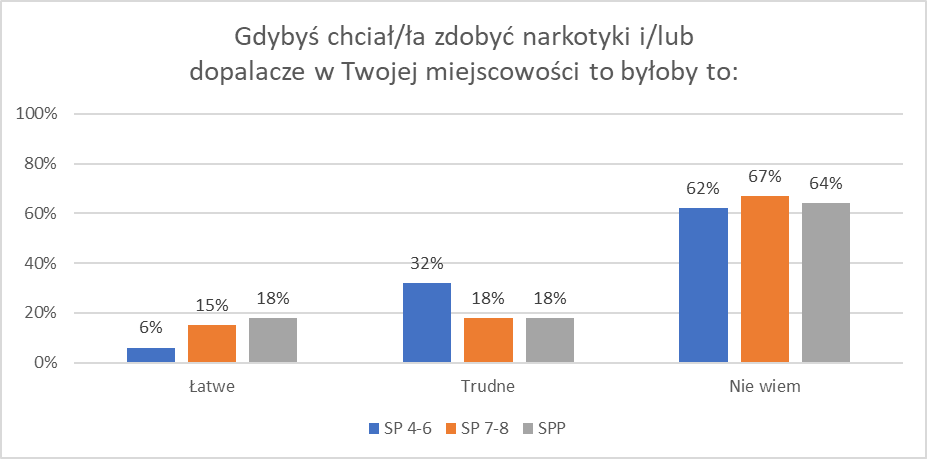 Gdybyś chciał/ła zdobyć narkotyki i/lub
dopalacze w Twojej miejscowości to byłoby to:
100%
80%
60%
40%
20%
0%
6%
15%
18%
32%
18%
18%
62%
67%
64%
Łatwe
Trudne
Nie wiem
SP 4-6
SP 7-8
SPP